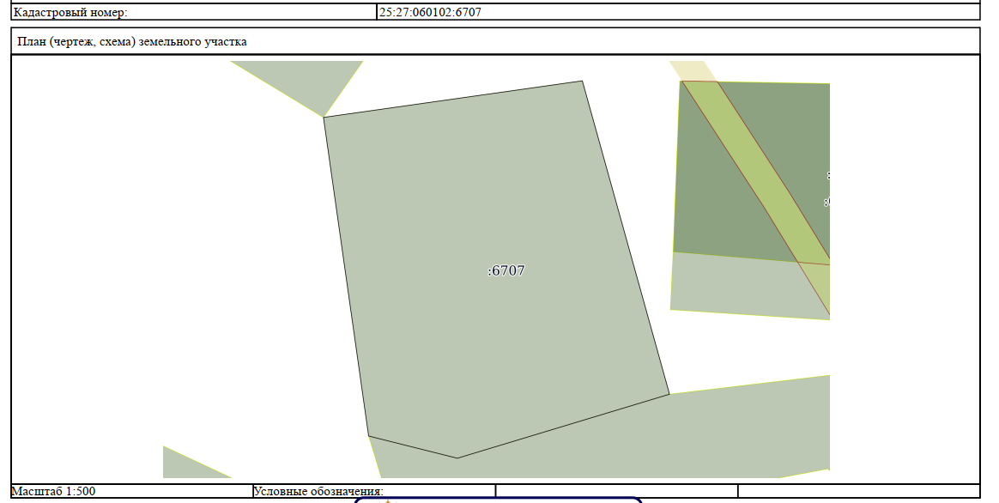 Кадастровый номер: 25:27:060102:6707
План (чертеж, схема) земельного участка
:6707
Масштаб 1:500 Условные обозначения: